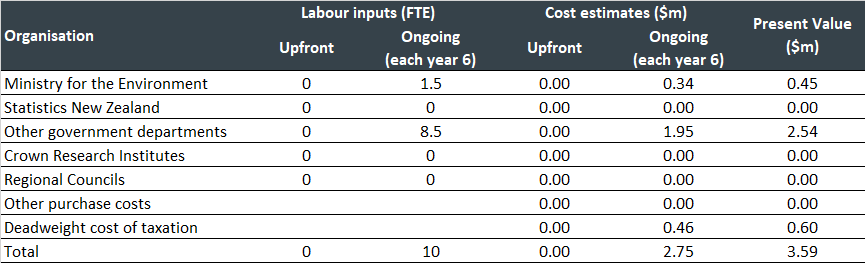 Organisation Labour inputs (FTE) Cost estimates ($m) Present Value ($m)
Upfront Ongoing (each year 6) Upfront Ongoing (each year 6)
Ministry for the Environment 0 1.5 0.00 0.34 0.45
Statistics New Zealand 0 0 0.00 0.00 0.00
Other government departments 0 8.5 0.00 1.95 2.54
Crown Research Institutes 0 0 0.00 0.00 0.00
Regional Councils 0 0 0.00 0.00 0.00
Other purchase costs 0.00 0.00 0.00
Deadweight cost of taxation 0.00 0.46 0.60
Total 0 10 0.00 2.75 3.59